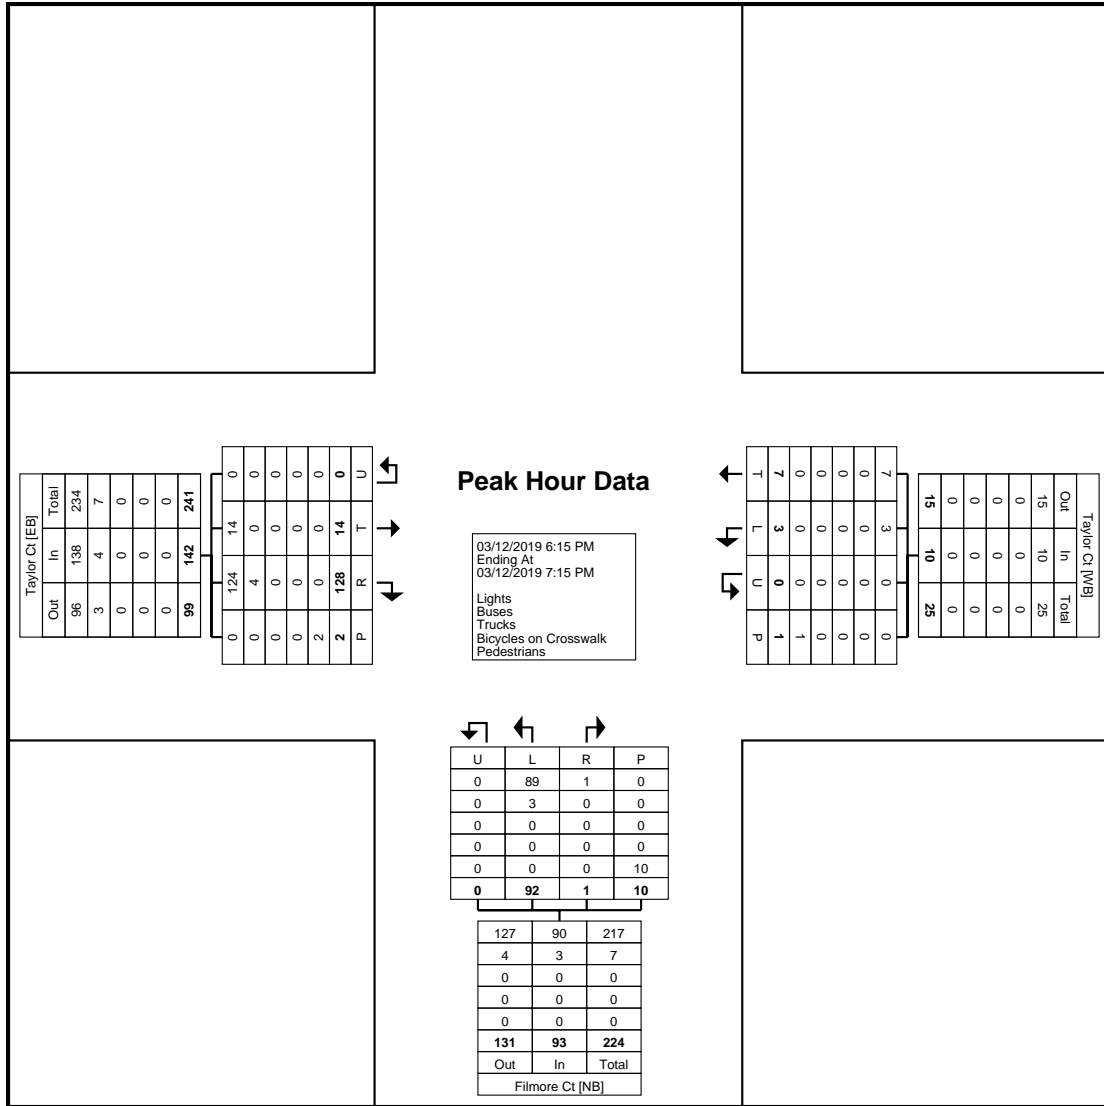 Peak Hour Data
03/12/2019 6:15 PM
Ending At
03/12/2019 7:15 PM
Lights
Buses
Trucks
Bicycles on Crosswalk
Pedestrians
Taylor Ct [EB]
Total 234 7 0 0 0 241
In 138 4 0 0 0 142
Out 96 3 0 0 0 99
0 0 0 0 0 0 U
14 0 0 0 0 14 T
124 4 0 0 0 128 R
0 0 0 0 2 2 P
T 7 0 0 0 0 7
L 3 0 0 0 0 3
U 0 0 0 0 0 0
P 1 1 0 0 0 0
15 0 0 0 0 15 Out
10 0 0 0 0 10 In
25 0 0 0 0 25 Total
Taylor Ct [WB]
U L R P
0 89 1 0
0 3 0 0
0 0 0 0
0 0 0 0
0 0 0 10
0 92 1 10
127 90 217
4 3 7
0 0 0
0 0 0
0 0 0
131 93 224
Out In Total
Filmore Ct [NB]